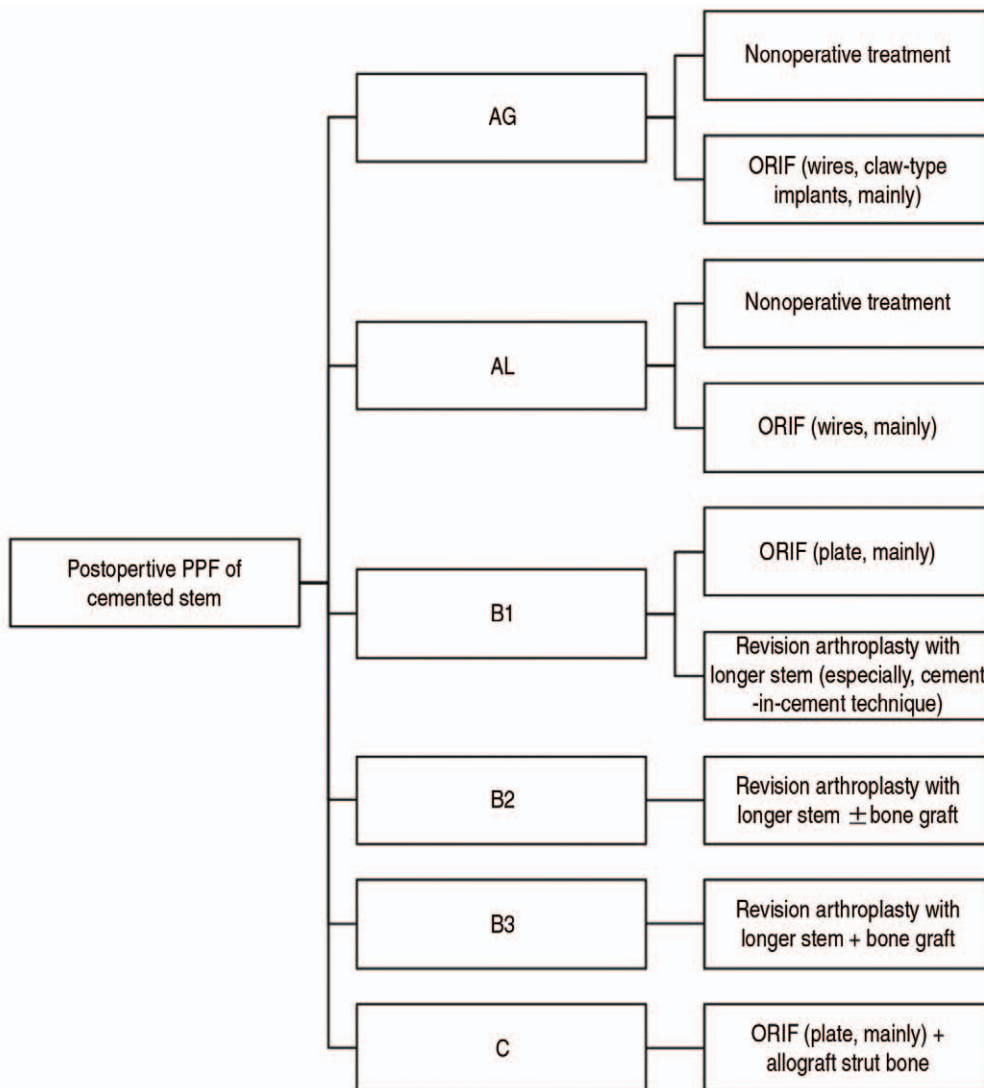 Postopertive PPF of
cemented stem
AG
Nonoperative treatment
ORIF (wires, claw-type
implants, mainly)
AL
Nonoperative treatment
ORIF (wires, mainly)
B1
ORIF (plate, mainly)
Revision arthroplasty with
longer stem (especially, cement
-in-cement technique)
B2
Revision arthroplasty with
longer stem ± bone graft
B3
Revision arthroplasty with
longer stem + bone graft
C
ORIF (plate, mainly) +
allograft strut bone